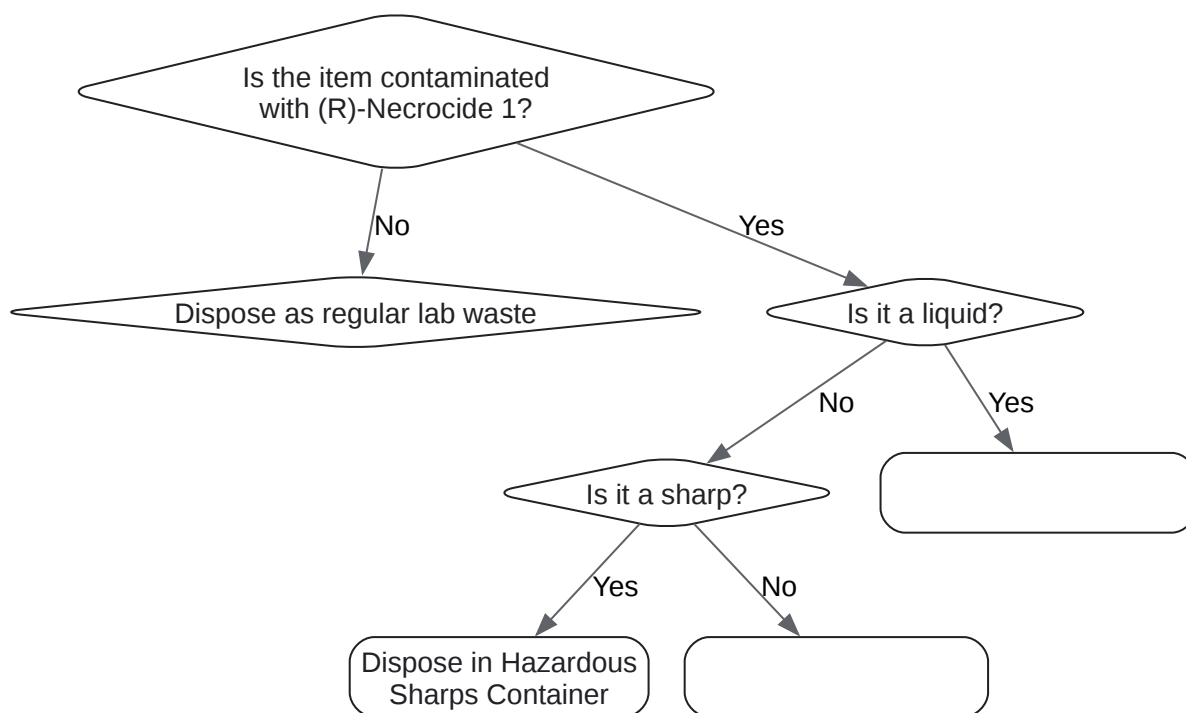 Is the item contaminated
with (R)-Necrocide 1?
No
Yes
Dispose as regular lab waste
Is it a liquid?
No
Yes
Is it a sharp?
Yes
No
Dispose in Hazardous
Sharps Container